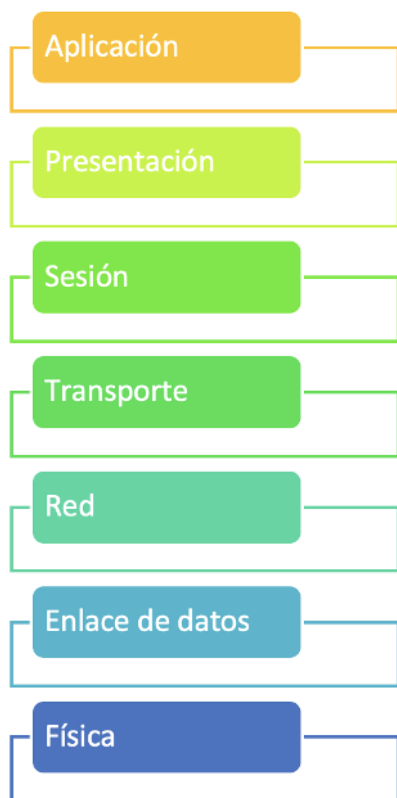 Aplicación
Presentación
Sesión
Transporte
Red
Enlace de datos
Física